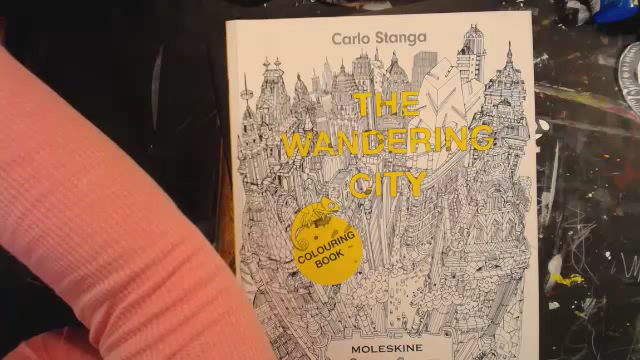 Carlo Stanga
THE
WANDERING
CITY
COLOURING
BOOK
MOLESKINE